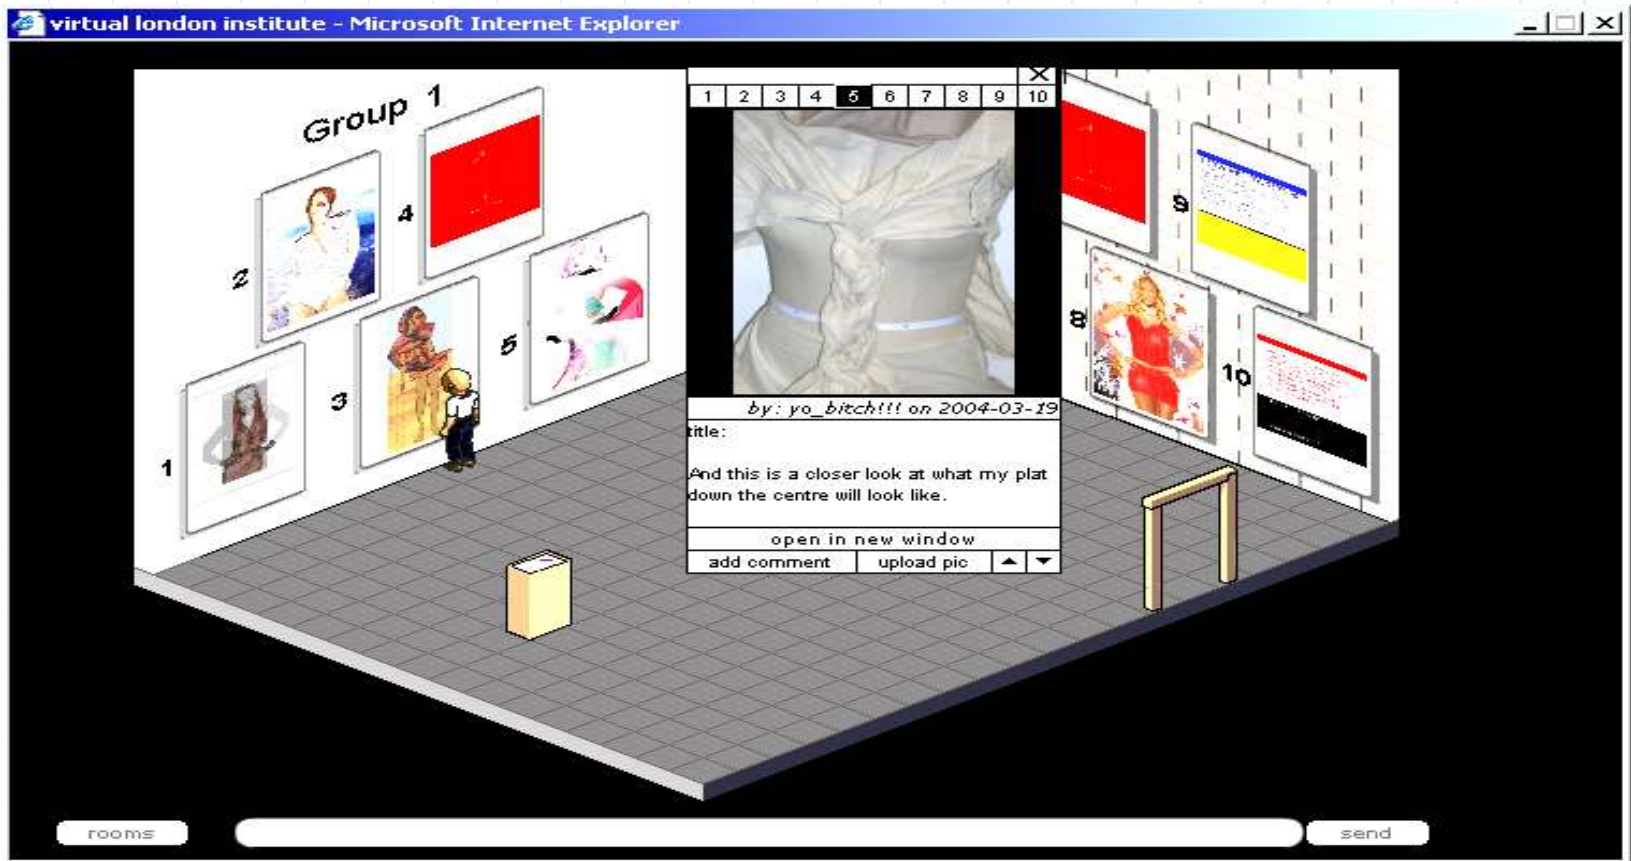 virtual london institute - Microsoft Internet Explorer
Group 1
1
2
3
4
5
1 2 3 4 5 6 7 8 9 10
by: yo_bitch!!! on 2004-03-19
title:
And this is a closer look at what my plat
down the centre will look like.
open in new window
add comment upload pic
8
9
10
rooms
send